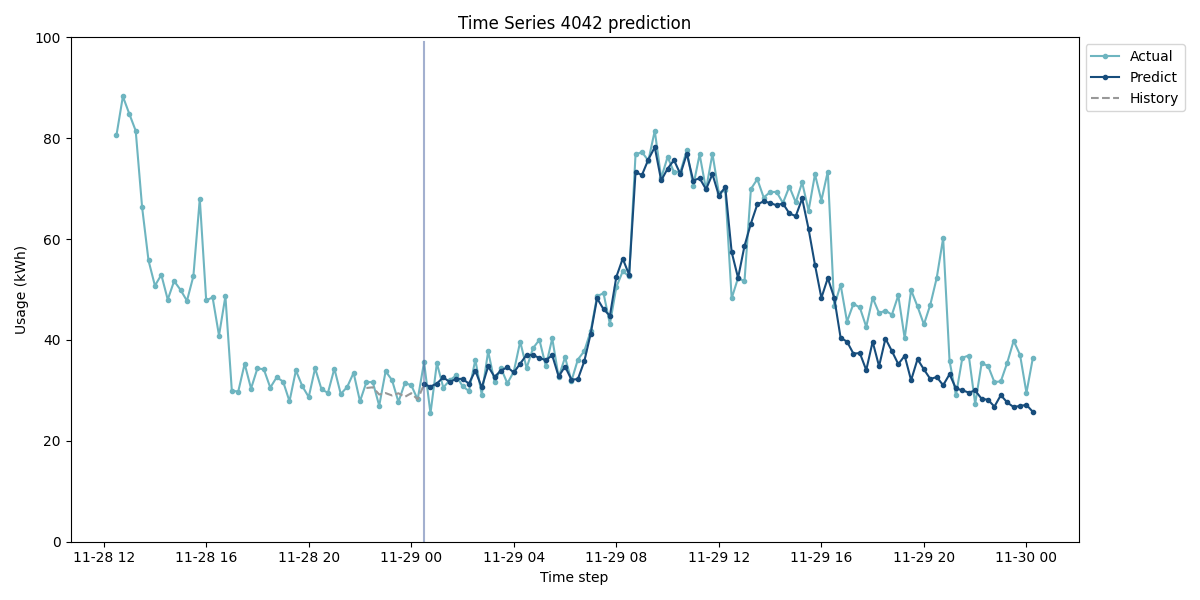 Time Series 4042 prediction
Actual
Predict
History
Usage (kWh)
100
80
60
40
20
0
11-28 12 11-28 16 11-28 20 11-29 00 11-29 04 11-29 08 11-29 12 11-29 16 11-29 20 11-30 00
Time step